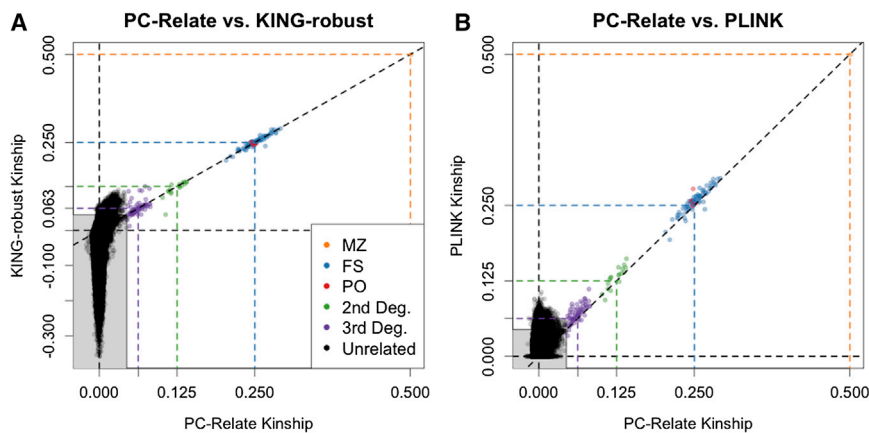 A
PC-Relate vs. KING-robust
KING-robust Kinship
0.500
0.250
0.063
-0.100
-0.300
MZ
FS
PO
2nd Deg.
3rd Deg.
Unrelated
0.000 0.125 0.250 0.500
PC-Relate Kinship
B
PC-Relate vs. PLINK
PLINK Kinship
0.500
0.250
0.125
0.000
0.000 0.125 0.250 0.500
PC-Relate Kinship